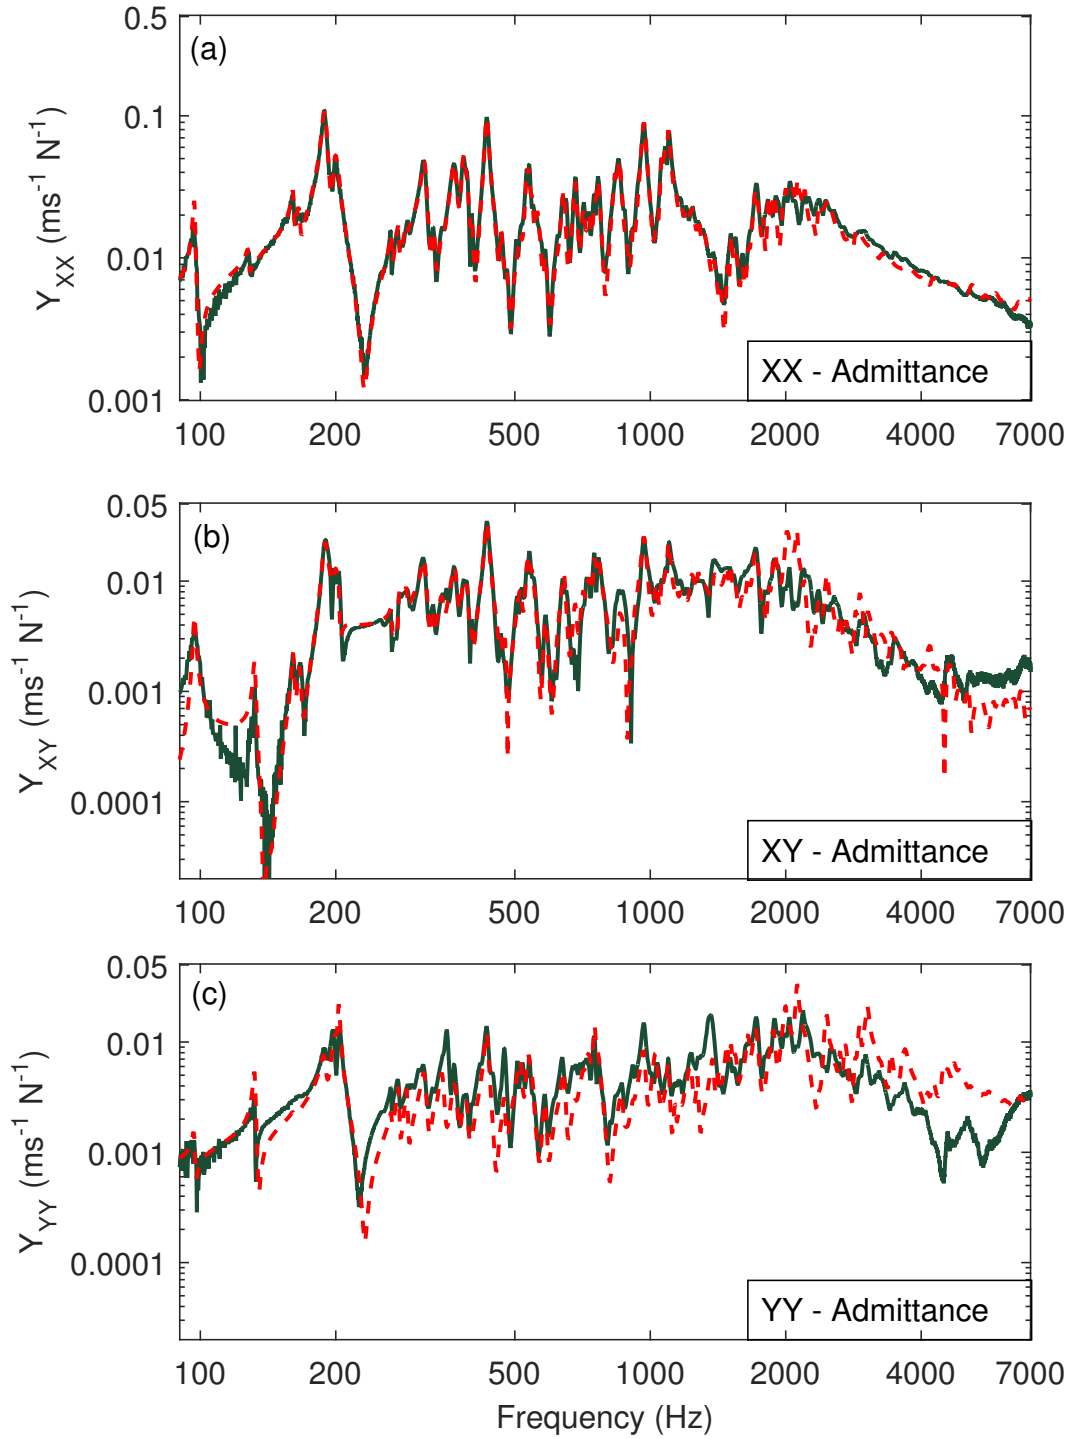 0.5
(a)
0.1
0.01
0.001
Y_XX (ms^-1 N^-1)
XX - Admittance
100 200 500 1000 2000 4000 7000
0.05
(b)
0.01
0.001
0.0001
Y_XY (ms^-1 N^-1)
XY - Admittance
100 200 500 1000 2000 4000 7000
0.05
(c)
0.01
0.001
0.0001
Y_YY (ms^-1 N^-1)
YY - Admittance
100 200 500 1000 2000 4000 7000
Frequency (Hz)